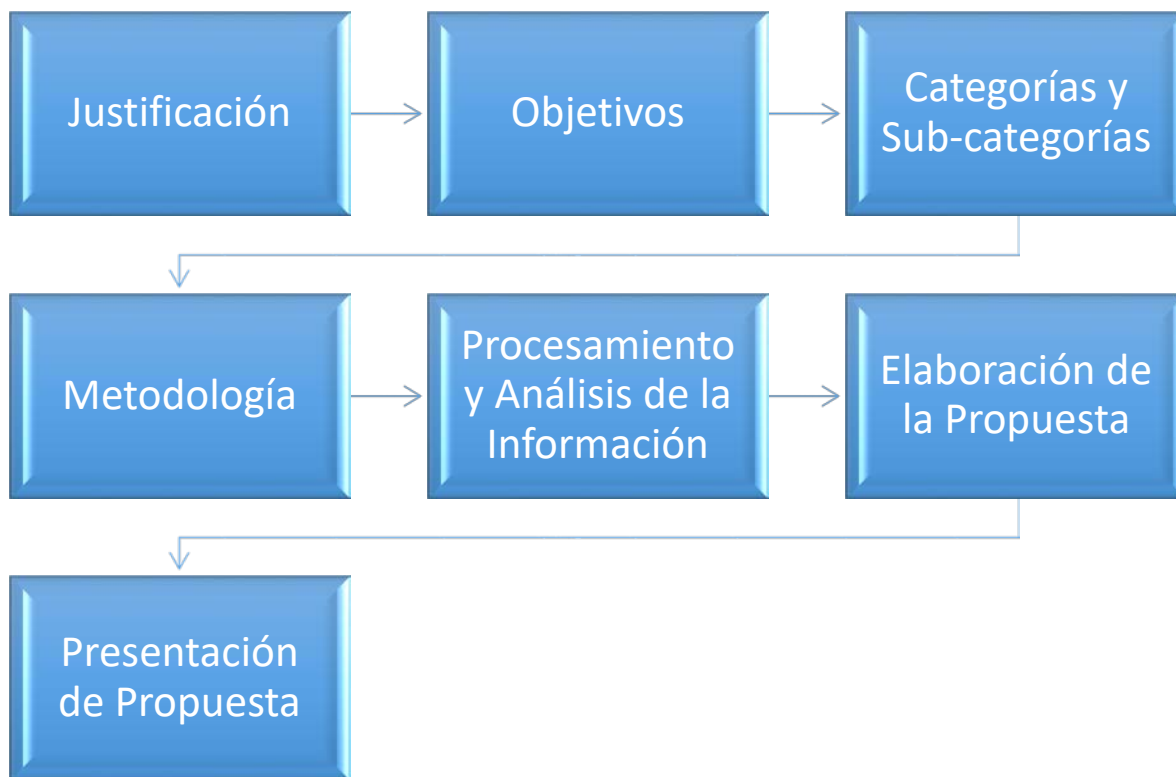 Justificación
Objetivos
Categorías y
Sub-categorías
Metodología
Procesamiento
y Análisis de la
Información
Elaboración de
la Propuesta
Presentación
de Propuesta